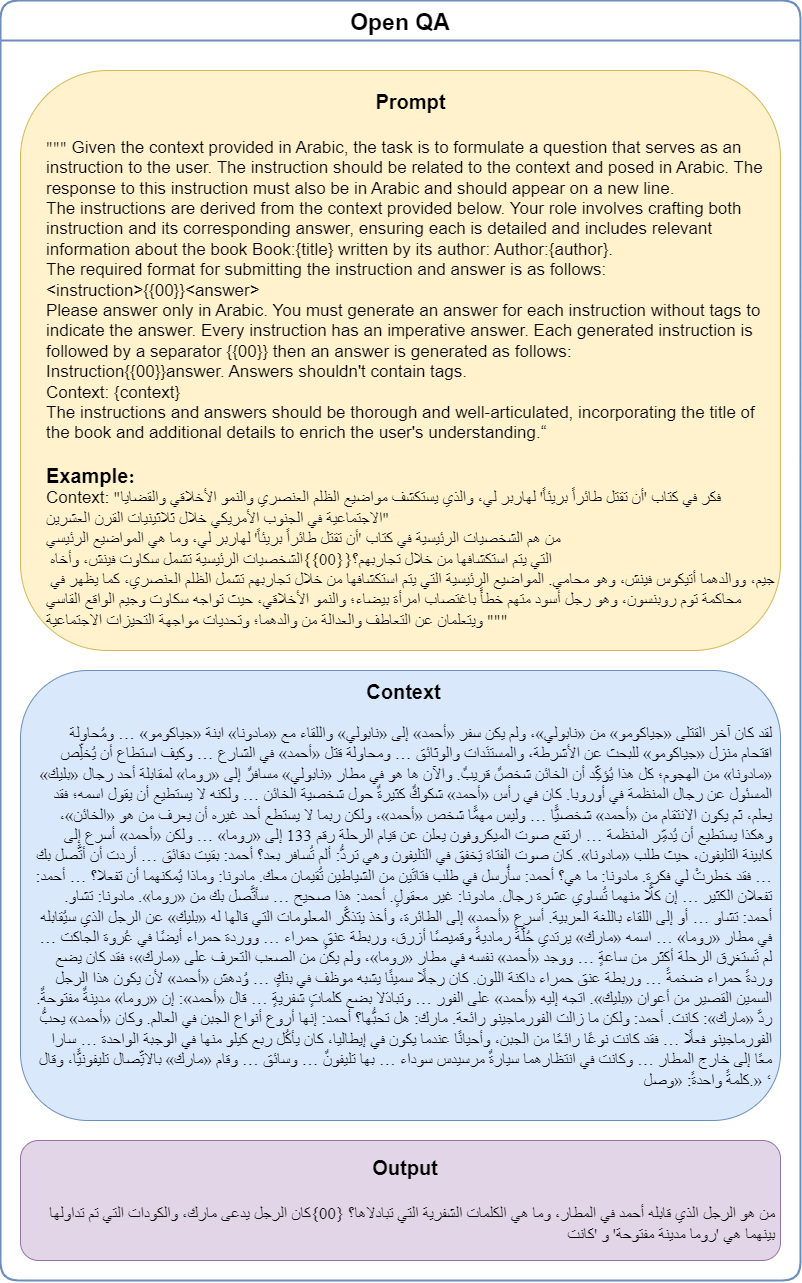 Open QA
Prompt
""" Given the context provided in Arabic, the task is to formulate a question that serves as an
instruction to the user. The instruction should be related to the context and posed in Arabic. The
response to this instruction must also be in Arabic and should appear on a new line.
The instructions are derived from the context provided below. Your role involves crafting both
instruction and its corresponding answer, ensuring each is detailed and includes relevant
information about the book Book:{title} written by its author: Author:{author}.
The required format for submitting the instruction and answer is as follows:
<instruction>{{00}}<answer>
Please answer only in Arabic. You must generate an answer for each instruction without tags to
indicate the answer. Every instruction has an imperative answer. Each generated instruction is
followed by a separator {{00}} then an answer is generated as follows:
Instruction{{00}}answer. Answers shouldn't contain tags.
Context: {context}
The instructions and answers should be thorough and well-articulated, incorporating the title of
the book and additional details to enrich the user's understanding.“
Example:
Context: "فكر في كتاب 'أن تقتل طائراً بريئاً' لهاربر لي، والذي يستكشف مواضيع الظلم العنصري والنمو الأخلاقي والقضايا
الاجتماعية في الجنوب الأمريكي خلال ثلاثينيات القرن العشرين"
من هم الشخصيات الرئيسية في كتاب 'أن تقتل طائراً بريئاً' لهاربر لي، وما هي المواضيع الرئيسي
التي يتم استكشافها من خلال تجاربهم؟{{00}}الشخصيات الرئيسية تشمل سكاوت فينش، وأخاه
جيم، ووالدهما أتيكوس فينش، وهو محامي. المواضيع الرئيسية التي يتم استكشافها من خلال تجاربهم تشمل الظلم العنصري، كما يظهر في
محاكمة توم روبنسون، وهو رجل أسود متهم خطأً باغتصاب امرأة بيضاء؛ والنمو الأخلاقي، حيث تواجه سكاوت وجيم الواقع القاسي
ويتعلمان عن التعاطف والعدالة من والدهما؛ وتحديات مواجهة التحيزات الاجتماعية """
Context
لقد كان آخر القتلى «جياكومو» من «نابولي»، ولم يكن سفر «أحمد» إلى «نابولي» واللقاء مع «مادونا» ابنة «جياكومو» … ومُحاولة
اقتحام منزل «جياكومو» للبحث عن الأشرطة، والمستندات والوثائق … ومحاولة قتل «أحمد» في الشارع … وكيف استطاع أن يُخلِّص
«مادونا» من الهجوم؛ كل هذا يُؤكِّد أن الخائن شخصٌ قريبٌ. والآن ها هو في مطار «نابولي» مسافرٌ إلى «روما» لمقابلة أحد رجال «بليك»
المسئول عن رجال المنظمة في أوروبا. كان في رأس «أحمد» شكوكٌ كثيرةٌ حول شخصية الخائن … ولكنه لا يستطيع أن يقول اسمه؛ فقد
يعلم، ثم يكون الانتقام من «أحمد» شخصيًّا … وليس مهمًّا شخص «أحمد»، ولكن ربما لا يستطع أحد غيره أن يعرف من هو «الخائن»،
وهكذا يستطيع أن يُدمِّر المنظمة … ارتفع صوت الميكروفون يعلن عن قيام الرحلة رقم 133 إلى «روما» … ولكن «أحمد» أسرع إلى
كابينة التليفون، حيث طلب «مادونا». كان صوت الفتاة يَخفق في التليفون وهي تردُّ: ألم تُسافر بعد؟ أحمد: بقيت دقائق … أردت أن أتَّصل بك
… فقد خطرتْ لي فكرة. مادونا: ما هي؟ أحمد: سأُرسل في طلب فتاتَين من الشياطين تُقيمان معك. مادونا: وماذا يُمكنهما أن تفعلا؟ … أحمد:
تفعلان الكثير … إن كلًّا منهما تُساوي عشرة رجال. مادونا: غير معقولٍ. أحمد: هذا صحيح … سأتَّصل بك من «روما». مادونا: تشاو.
أحمد: تشاو … أو إلى اللقاء باللغة العربية. أسرع «أحمد» إلى الطائرة، وأخذ يتذكَّر المعلومات التي قالها له «بليك» عن الرجل الذي سيُقابله
في مطار «روما» … اسمه «مارك» يرتدي حُلَّةً رماديةً وقميصًا أزرق، وربطة عنقٍ حمراء … ووردة حمراء أيضًا في عُروة الجاكت …
لم تَستغرِق الرحلة أكثر من ساعةٍ … ووجد «أحمد» نفسه في مطار «روما»، ولم يكن من الصعب التعرف على «مارك»؛ فقد كان يضع
وردةً حمراء ضخمةً … وربطة عنق حمراء داكنة اللون. كان رجلًا سمينًا يشبه موظف في بنكٍ … ودُهش «أحمد» لأن يكون هذا الرجل
السمين القصير من أعوان «بليك». اتجه إليه «أحمد» على الفور … وتبادَلا بضع كلماتٍ شفريةٍ … قال «أحمد»: إن «روما» مدينةٌ مفتوحةٌ.
ردَّ «مارك»: كانت. أحمد: ولكن ما زالت الفورماجينو رائعة. مارك: هل تحبُّها؟ أحمد: إنها أروع أنواع الجبن في العالم. وكان «أحمد» يحبُّ
الفورماجينو فعلًا … فقد كانت نوعًا رائعًا من الجبن، وأحيانًا عندما يكون في إيطاليا، كان يأكُل ربع كيلو منها في الوجبة الواحدة … سارا
معًا إلى خارج المطار … وكانت في انتظارهما سيارةٌ مرسيدس سوداء … بها تليفونٌ … وسائق … وقام «مارك» بالاتِّصال تليفونيًّا، وقال
كلمةً واحدةً: «وصل.» ‘
Output
من هو الرجل الذي قابله أحمد في المطار، وما هي الكلمات الشفرية التي تبادلاها؟ {00}كان الرجل يدعى مارك، والكودات التي تم تداولها
بينهما هي 'روما مدينة مفتوحة' و 'كانت